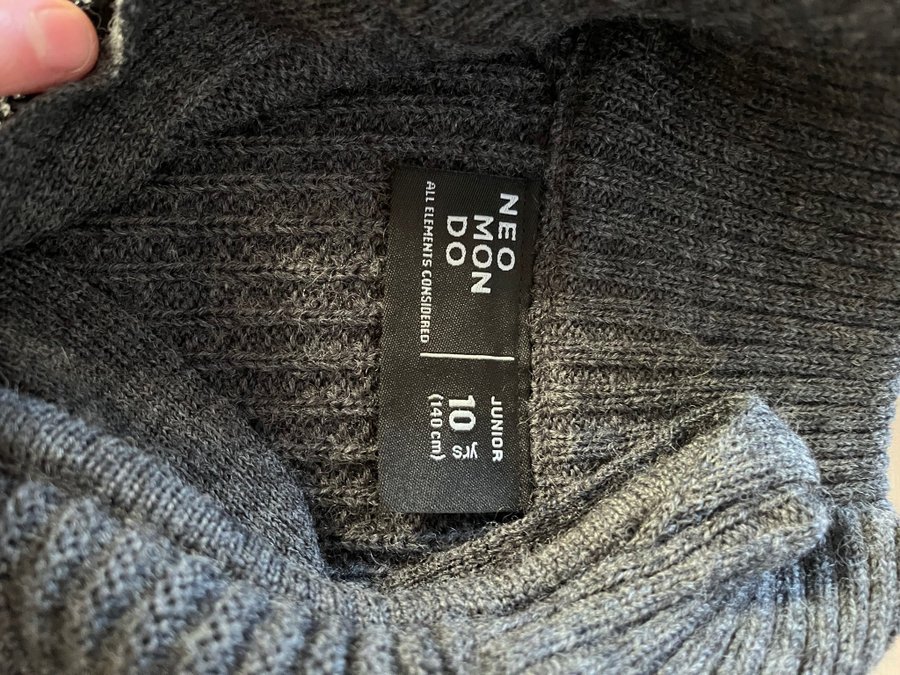 NEO
MON
DO
ALL ELEMENTS CONSIDERED
JUNIOR
10 yrs
(140 cm)